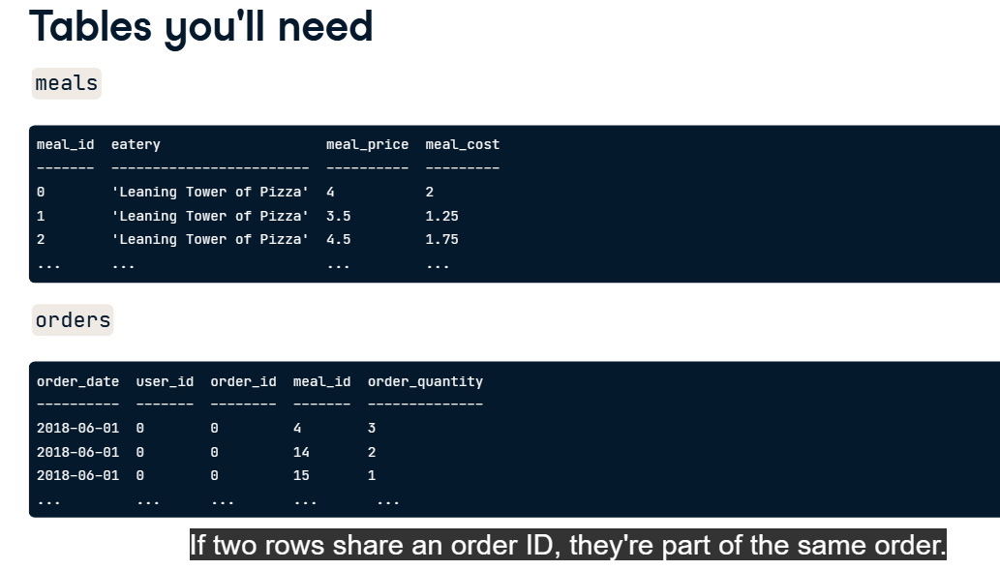 Tables you'll need
meals
meal_id eatery meal_price meal_cost
------- ------------------------ ---------- ---------
0 'Leaning Tower of Pizza' 4 2
1 'Leaning Tower of Pizza' 3.5 1.25
2 'Leaning Tower of Pizza' 4.5 1.75
... ... ... ...
orders
order_date user_id order_id meal_id order_quantity
---------- ------- -------- ------- --------------
2018-06-01 0 0 4 3
2018-06-01 0 0 14 2
2018-06-01 0 0 15 1
... ... ... ... ...
If two rows share an order ID, they're part of the same order.